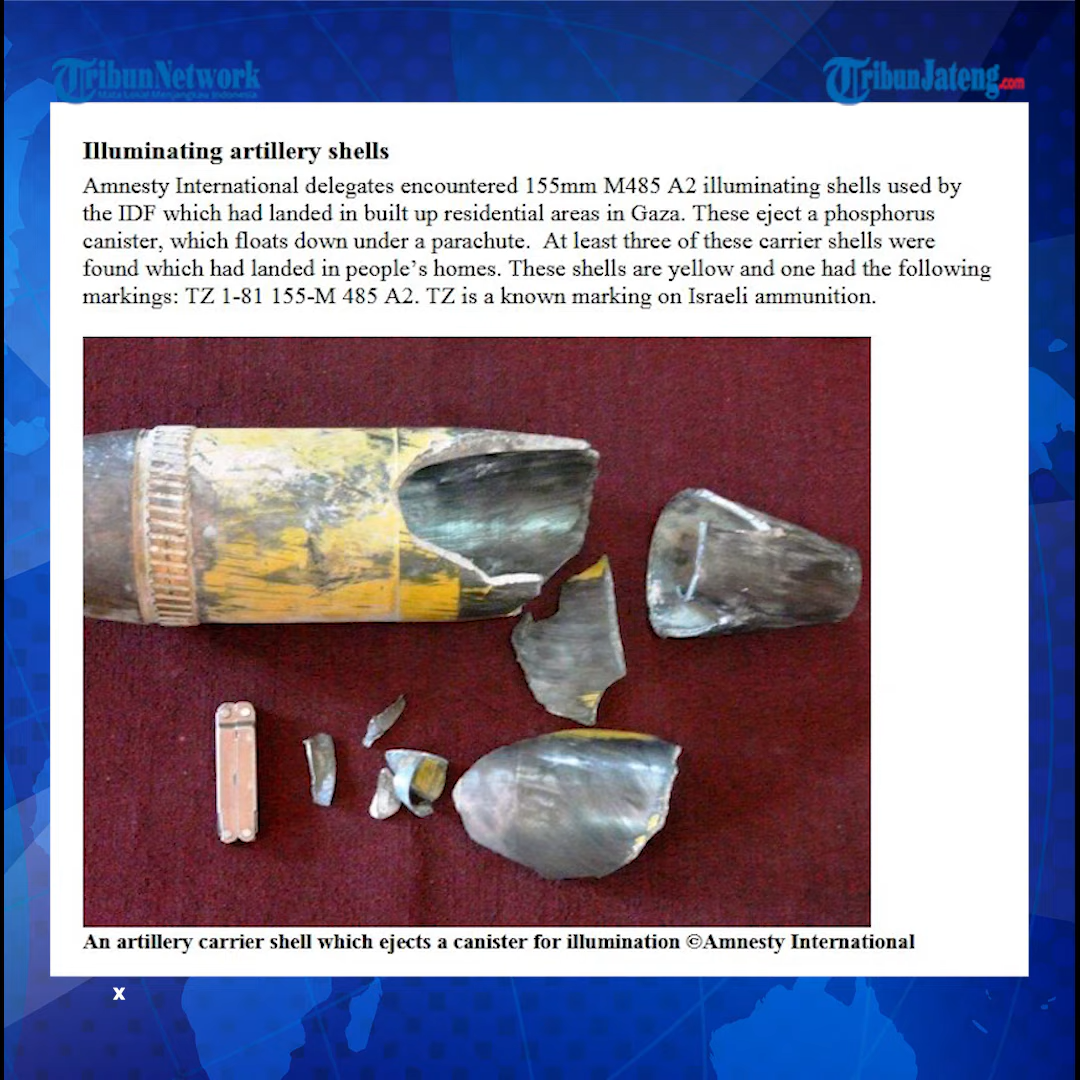 TribunNetwork
Mata Lokal Menjangkau Indonesia
TribunJateng.com
Illuminating artillery shells
Amnesty International delegates encountered 155mm M485 A2 illuminating shells used by
the IDF which had landed in built up residential areas in Gaza. These eject a phosphorus
canister, which floats down under a parachute.  At least three of these carrier shells were
found which had landed in people's homes. These shells are yellow and one had the following
markings: TZ 1-81 155-M 485 A2. TZ is a known marking on Israeli ammunition.
An artillery carrier shell which ejects a canister for illumination ©Amnesty International
x